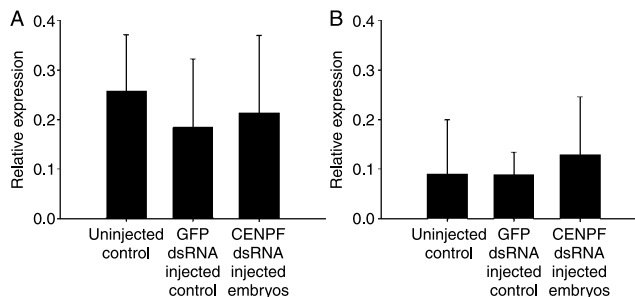 A
Relative expression
0.4
0.3
0.2
0.1
0.0
Uninjected
control
GFP
dsRNA
injected
control
CENPF
dsRNA
injected
embryos
B
Relative expression
0.4
0.3
0.2
0.1
0.0
Uninjected
control
GFP
dsRNA
injected
control
CENPF
dsRNA
injected
embryos